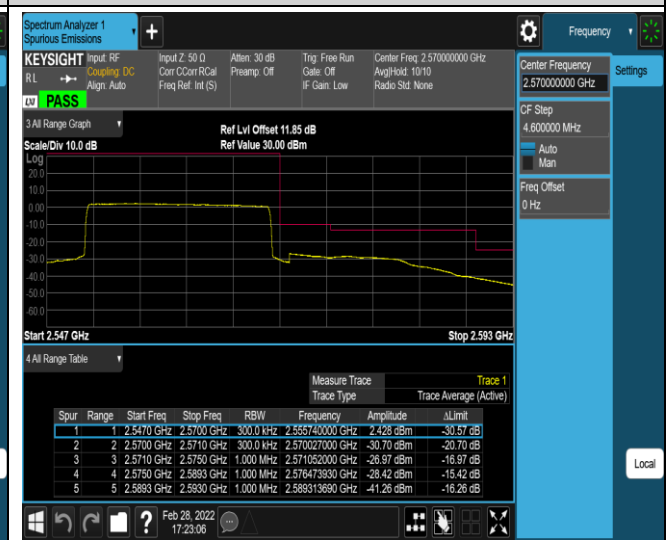 Spectrum Analyzer 1
Spurious Emissions
+
Frequency
KEYSIGHT
Input: RF
Coupling: DC
Align: Auto
Input Z: 50 Ω
Corr CCorr RCal
Freq Ref: Int (S)
Atten: 30 dB
Preamp: Off
Trig: Free Run
Gate: Off
IF Gain: Low
Center Freq: 2.570000000 GHz
Avg|Hold: 10/10
Radio Std: None
RL
LXI PASS
Center Frequency
2.570000000 GHz
Settings
CF Step
4.600000 MHz
Auto
Man
Freq Offset
0 Hz
3 All Range Graph
Ref Lvl Offset 11.85 dB
Scale/Div 10.0 dB
Ref Value 30.00 dBm
Log
20.0
10.0
0.00
-10.0
-20.0
-30.0
-40.0
-50.0
-60.0
Start 2.547 GHz
Stop 2.593 GHz
4 All Range Table
Measure Trace Trace 1
Trace Type Trace Average (Active)
Spur Range Start Freq Stop Freq RBW Frequency Amplitude ΔLimit
1 1 2.5470 GHz 2.5700 GHz 300.0 kHz 2.555740000 GHz 2.428 dBm -30.57 dB
2 2 2.5700 GHz 2.5710 GHz 300.0 kHz 2.570027000 GHz -30.70 dBm -20.70 dB
3 3 2.5710 GHz 2.5750 GHz 1.000 MHz 2.571052000 GHz -26.97 dBm -16.97 dB
4 4 2.5750 GHz 2.5893 GHz 1.000 MHz 2.576473930 GHz -28.42 dBm -15.42 dB
5 5 2.5893 GHz 2.5930 GHz 1.000 MHz 2.589313690 GHz -41.26 dBm -16.26 dB
Local
?
Feb 28, 2022
17:23:06